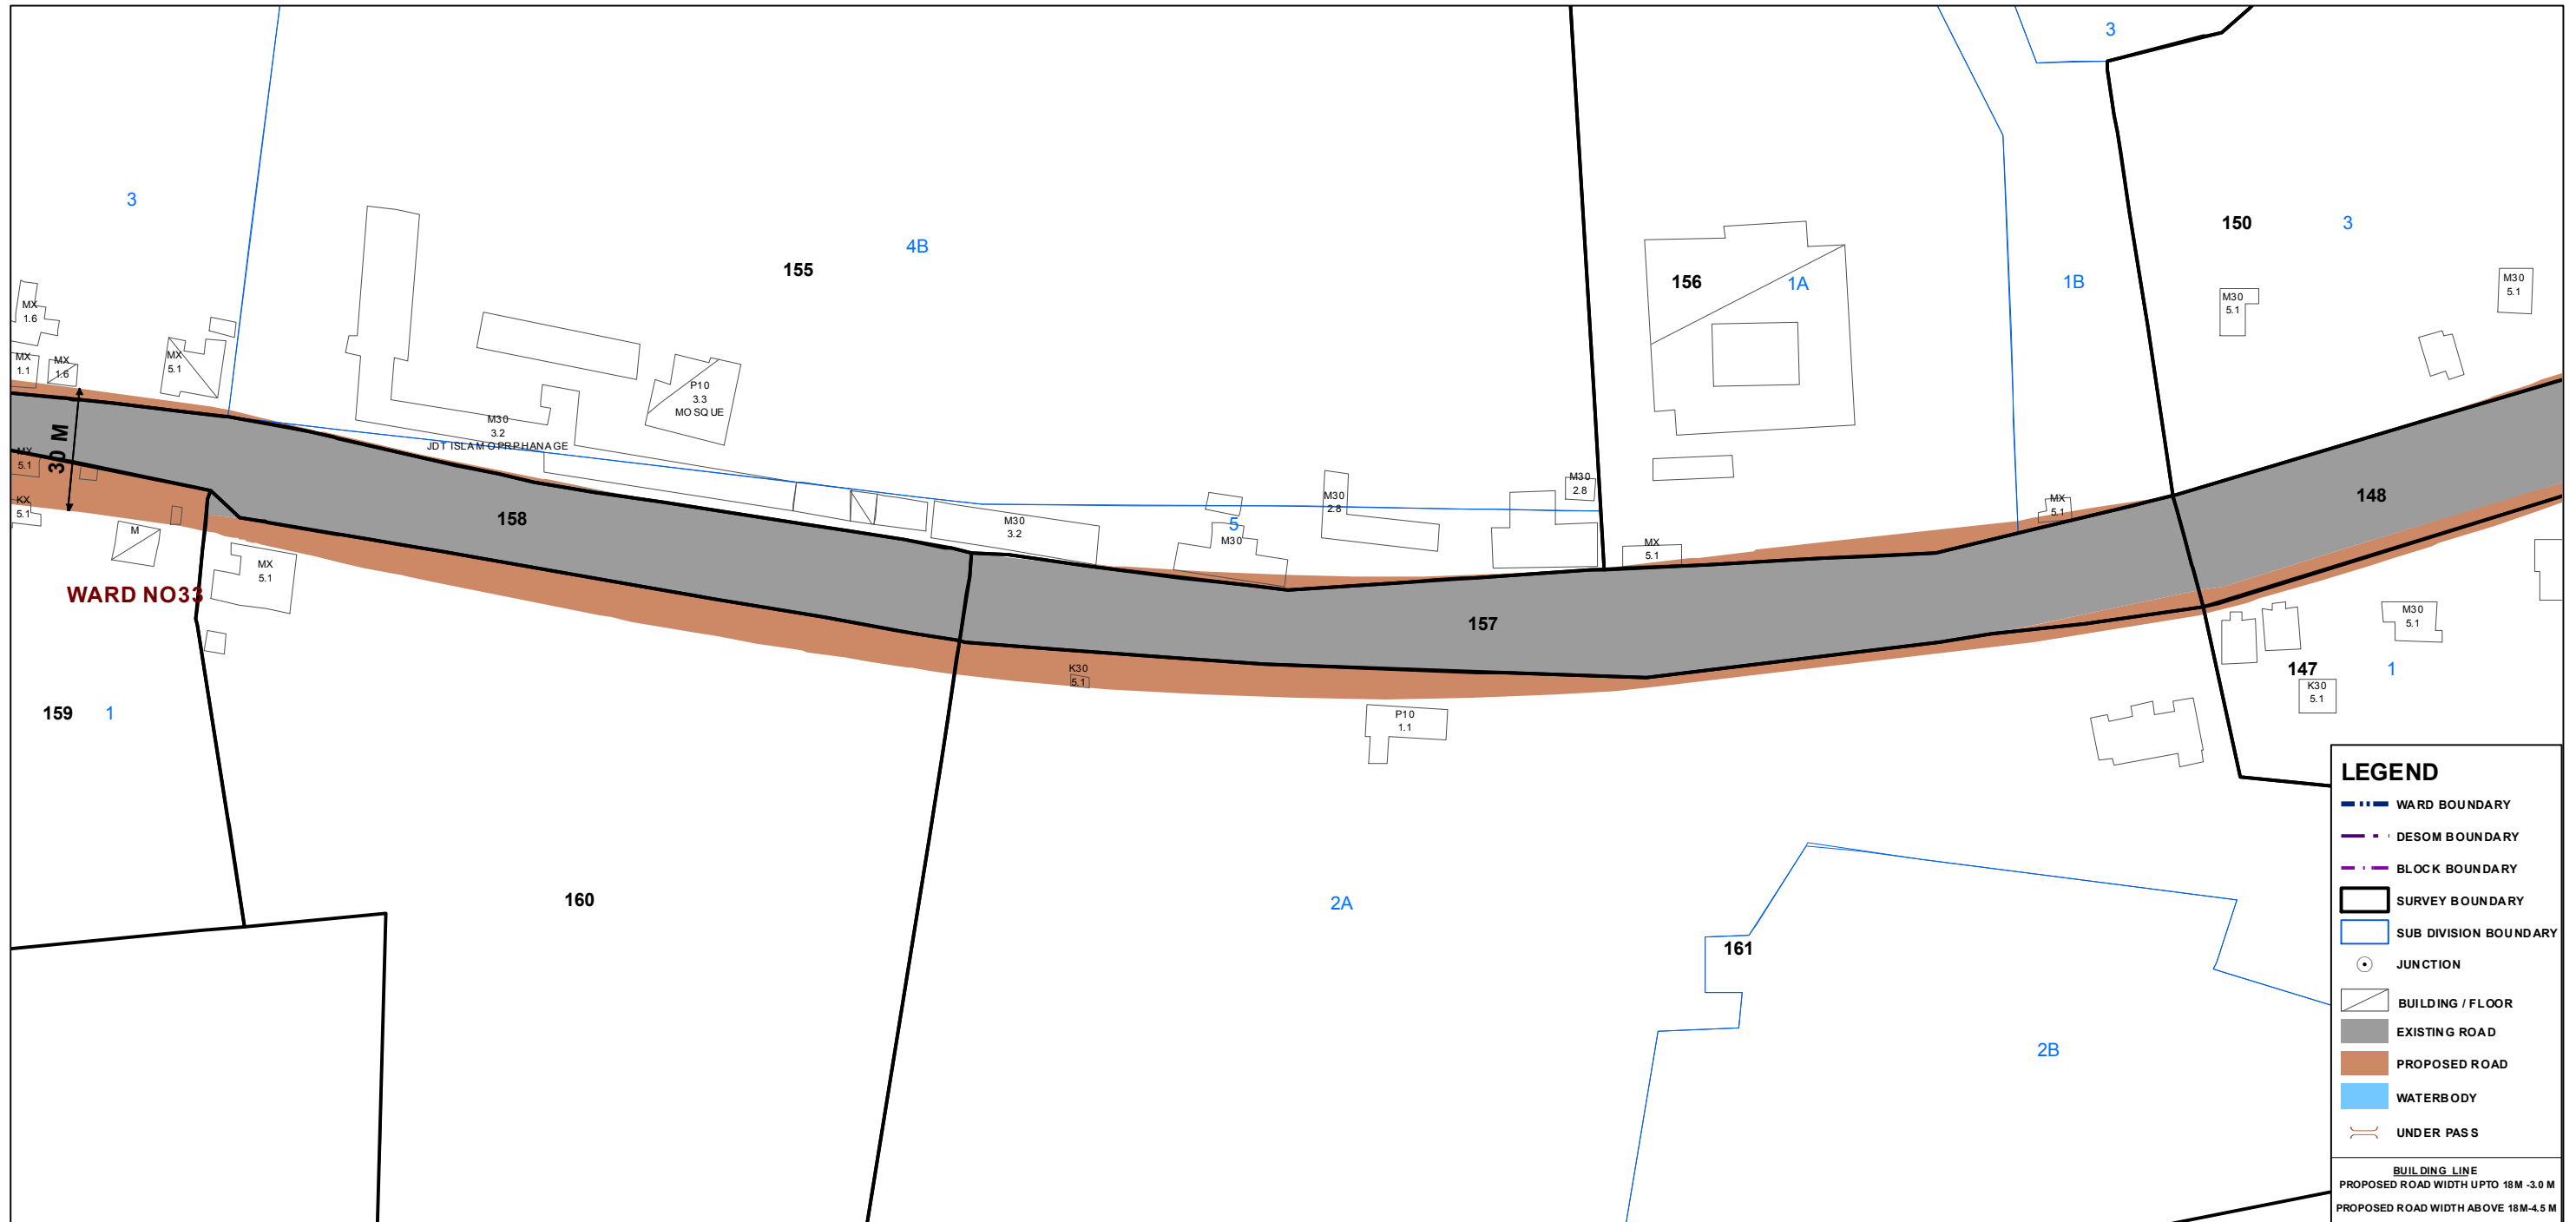 3
3
4B
155
150
3
156
1A
1B
MX
1.6
MX
1.1
MX
1.6
MX
5.1
M30
5.1
M30
5.1
P10
3.3
MOSQUE
M30
3.2
JDT ISLAM OPRPHANAGE
30 M
MX
5.1
KX
5.1
M
MX
5.1
158
M30
3.2
5
M30
M30
2.8
M30
2.8
MX
5.1
MX
5.1
148
WARD NO33
157
K30
5.1
P10
1.1
M30
5.1
147
1
K30
5.1
159
1
160
2A
161
2B
LEGEND
WARD BOUNDARY
DESOM BOUNDARY
BLOCK BOUNDARY
SURVEY BOUNDARY
SUB DIVISION BOUNDARY
JUNCTION
BUILDING / FLOOR
EXISTING ROAD
PROPOSED ROAD
WATERBODY
UNDER PASS
BUILDING LINE
PROPOSED ROAD WIDTH UPTO 18M -3.0 M
PROPOSED ROAD WIDTH ABOVE 18M-4.5 M